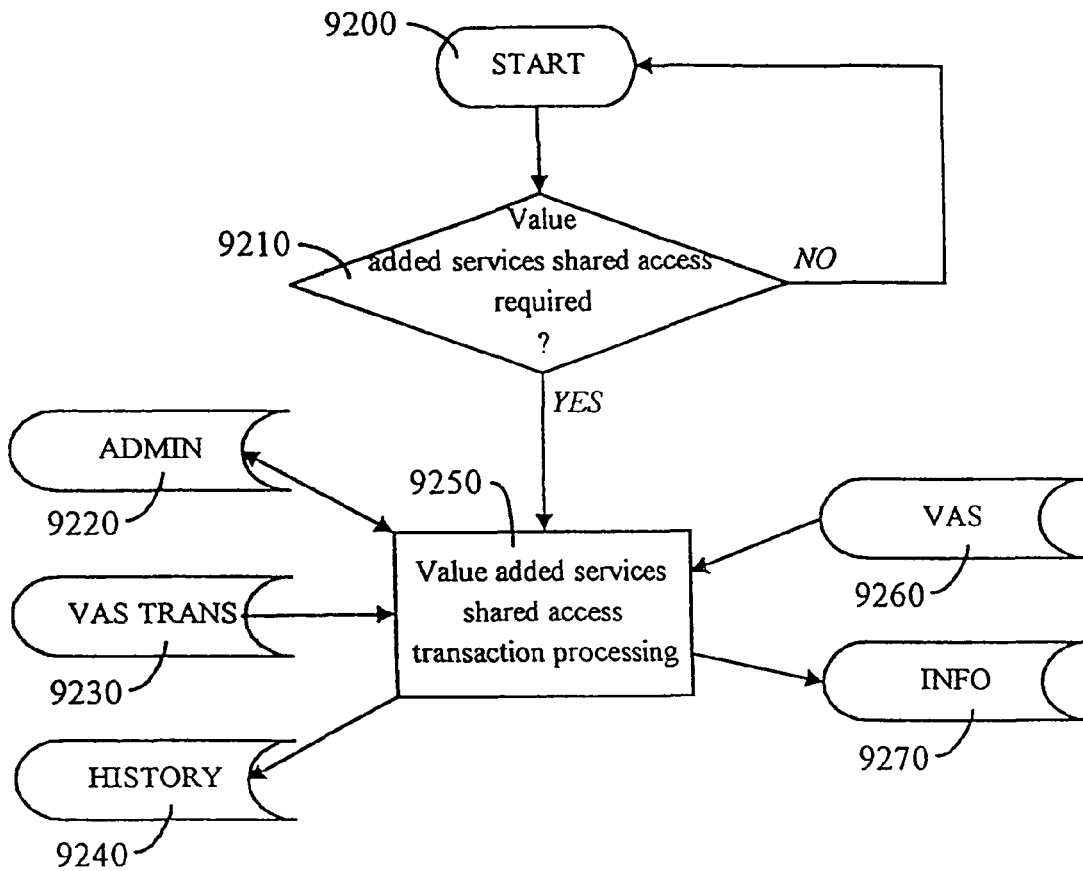 9200
START
9210
Value
added services shared access
required
?
NO
YES
ADMIN
9220
9250
VAS
9260
Value added services
shared access
transaction processing
VAS TRANS
9230
INFO
9270
HISTORY
9240